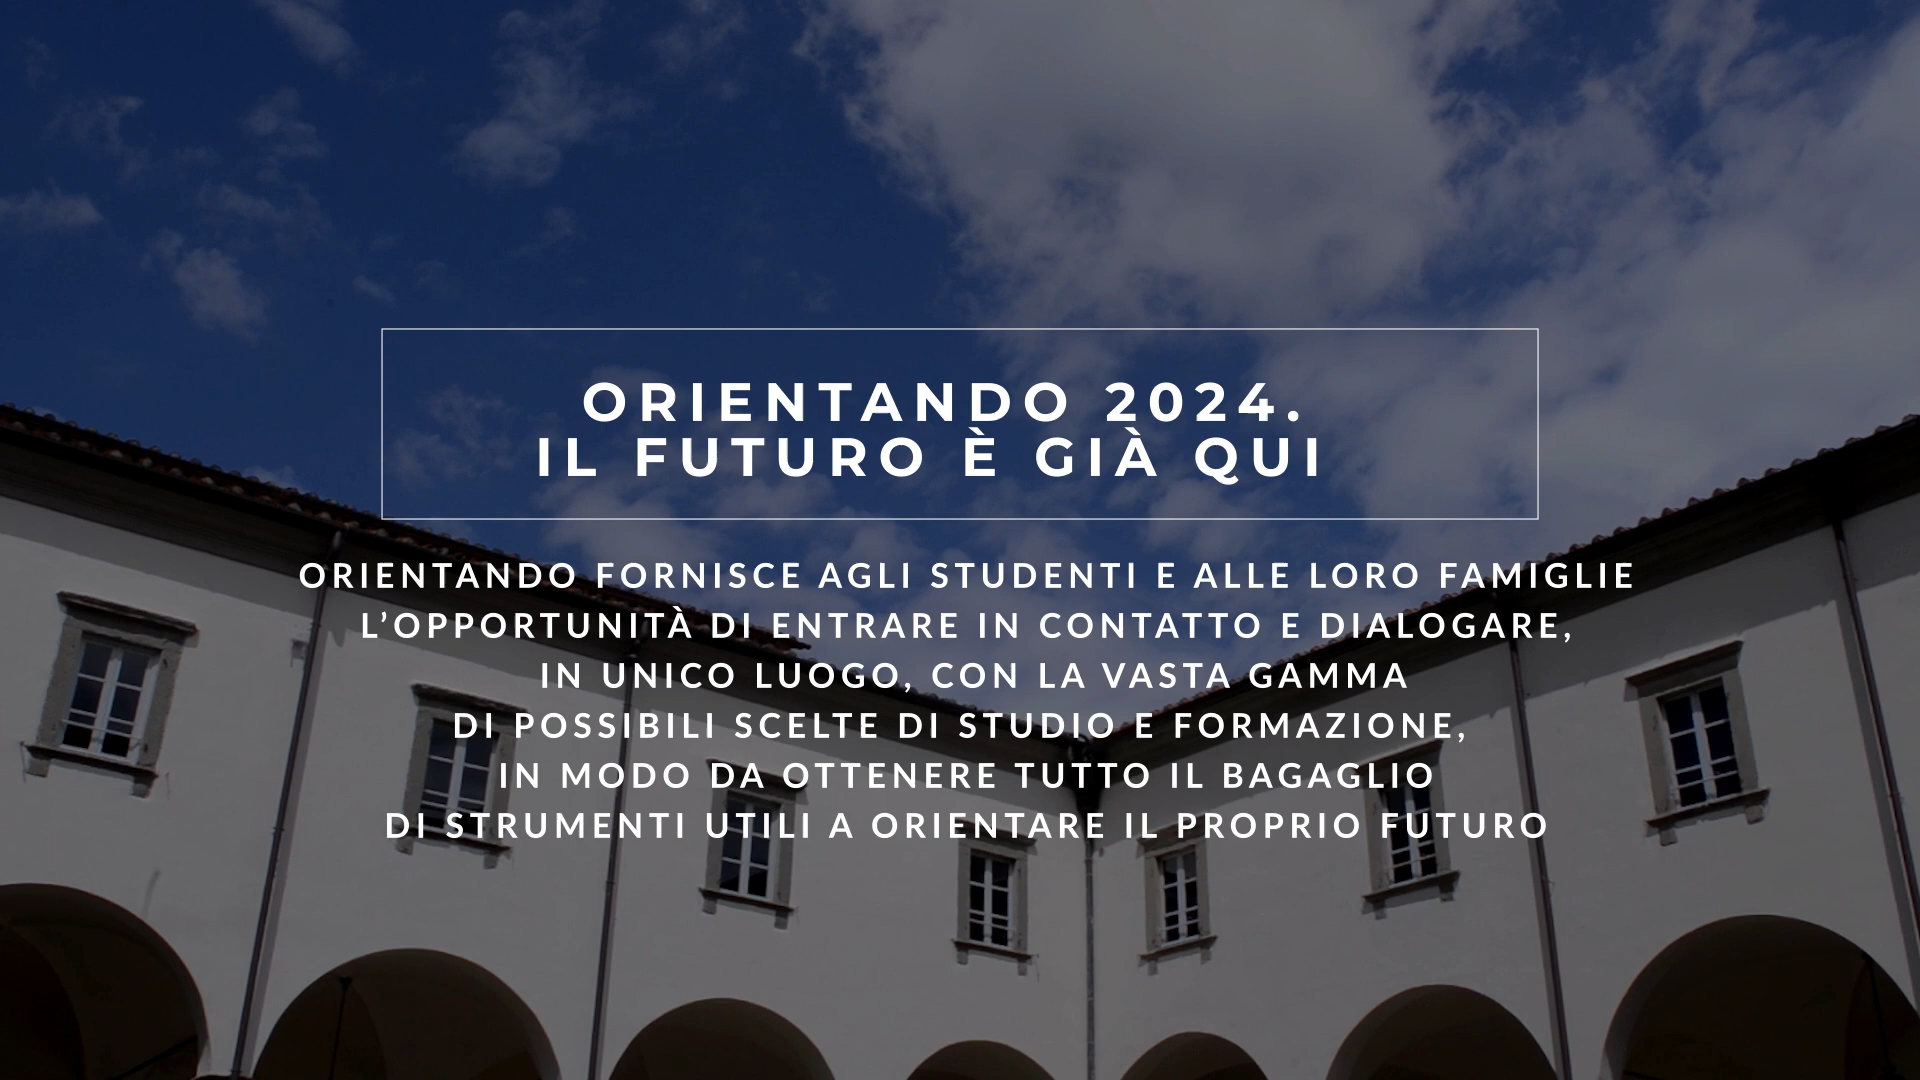 ORIENTANDO 2024.
IL FUTURO È GIÀ QUI
ORIENTANDO FORNISCE AGLI STUDENTI E ALLE LORO FAMIGLIE
L’OPPORTUNITÀ DI ENTRARE IN CONTATTO E DIALOGARE,
IN UNICO LUOGO, CON LA VASTA GAMMA
DI POSSIBILI SCELTE DI STUDIO E FORMAZIONE,
IN MODO DA OTTENERE TUTTO IL BAGAGLIO
DI STRUMENTI UTILI A ORIENTARE IL PROPRIO FUTURO